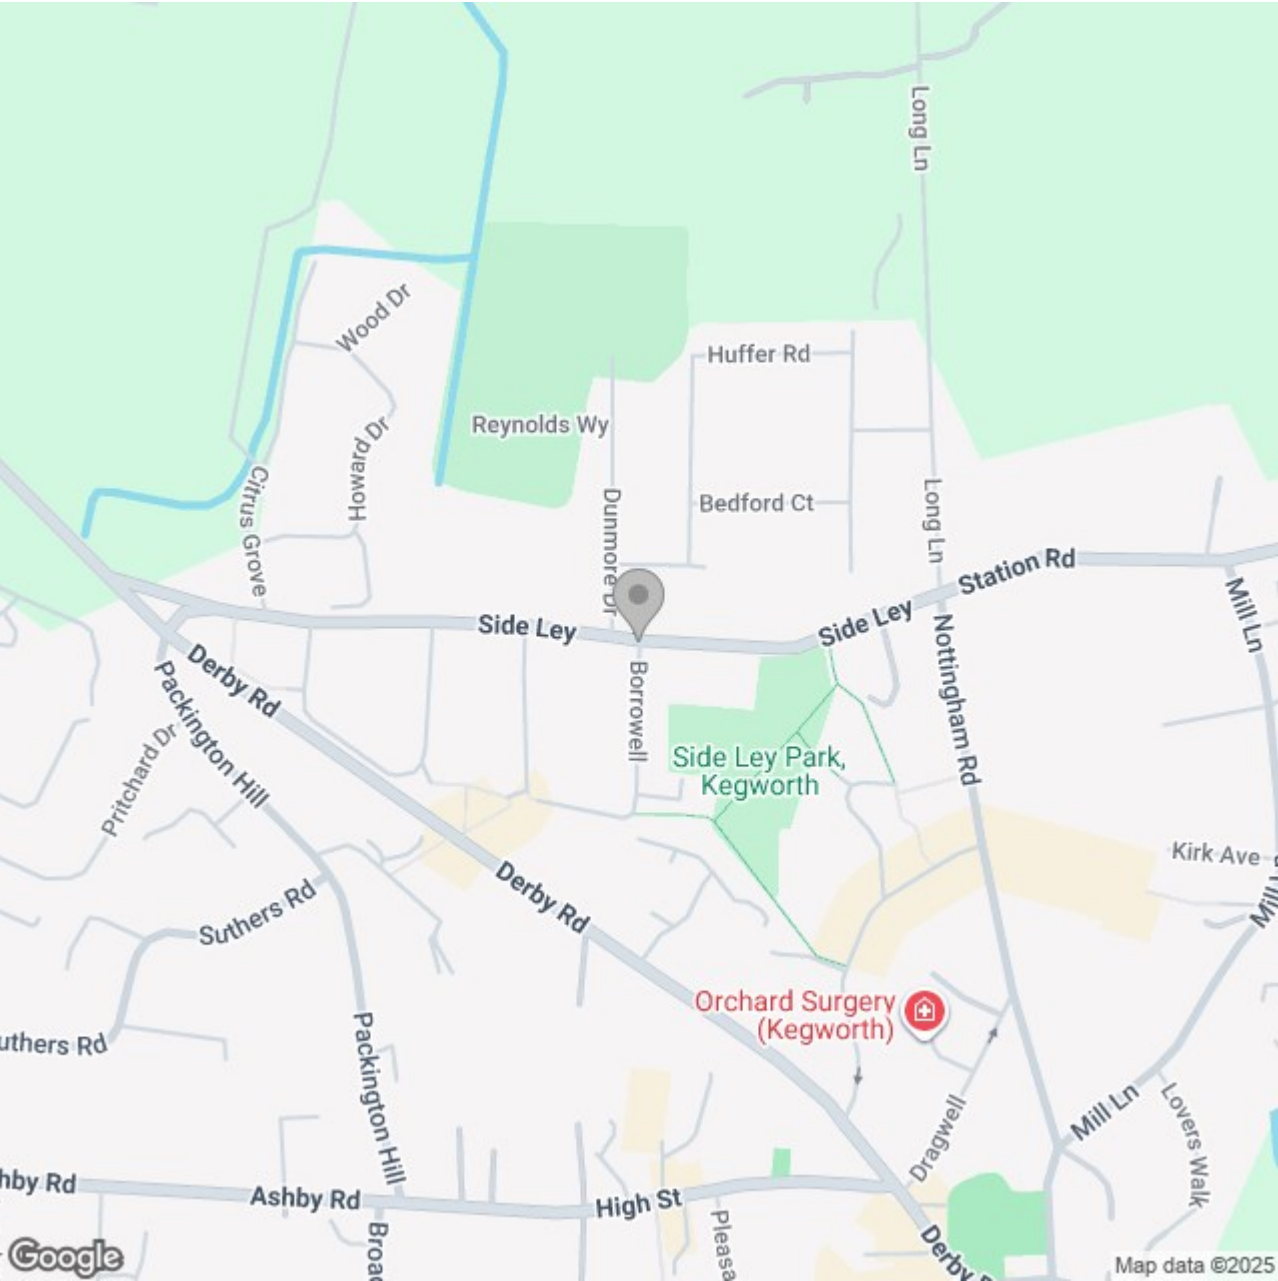 Long Ln
Wood Dr
Huffer Rd
Reynolds Wy
Howard Dr
Citrus Grove
Dunmore Dr
Bedford Ct
Long Ln
Station Rd
Side Ley
Side Ley
Mill Ln
Derby Rd
Packington Hill
Pritchard Dr
Borrowell
Nottingham Rd
Side Ley Park,
Kegworth
Kirk Ave
Suthers Rd
Derby Rd
Orchard Surgery
(Kegworth)
uthers Rd
Packington Hill
Mill Ln
Lovers Walk
Dragwell
hby Rd
Ashby Rd
High St
Broad
Pleasa
Derby
Google
Map data ©2025